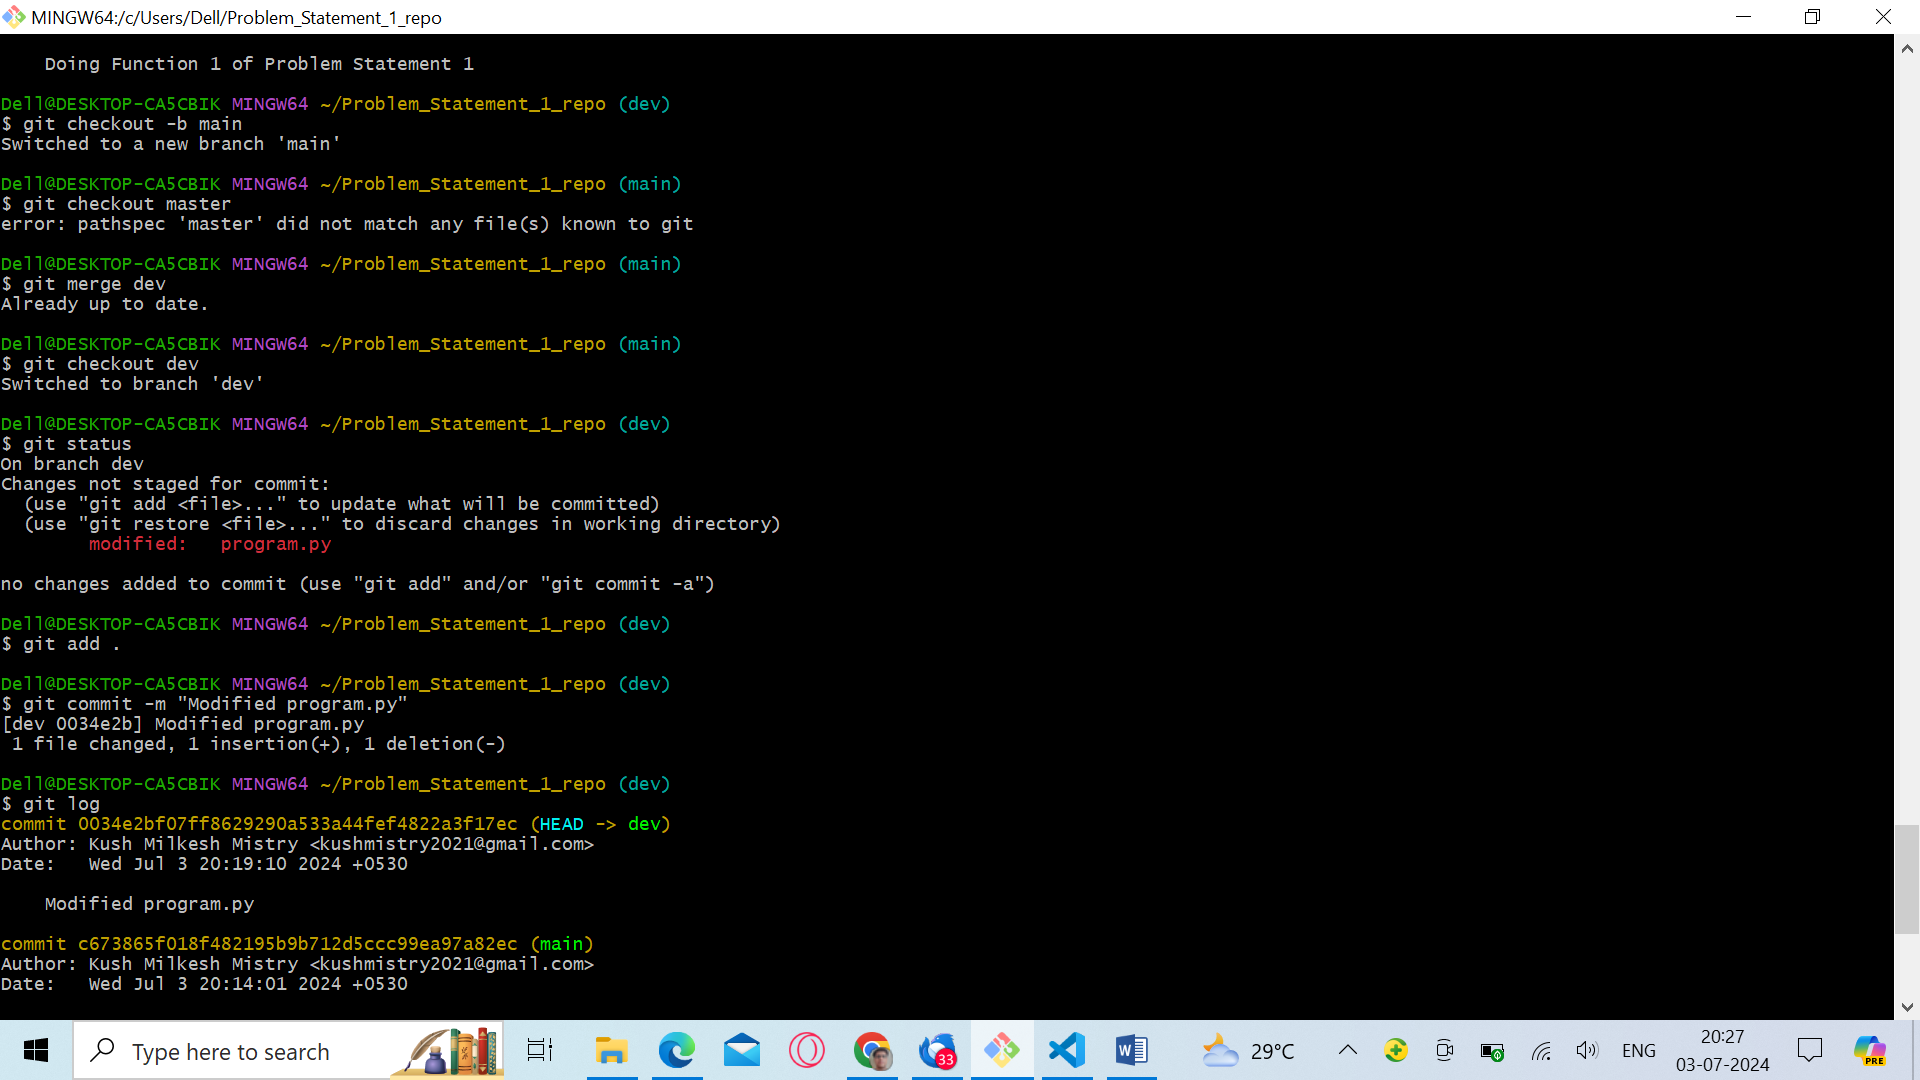 MINGW64:/c/Users/Dell/Problem_Statement_1_repo
    Doing Function 1 of Problem Statement 1
Dell@DESKTOP-CA5CBIK MINGW64 ~/Problem_Statement_1_repo (dev)
$ git checkout -b main
Switched to a new branch 'main'
Dell@DESKTOP-CA5CBIK MINGW64 ~/Problem_Statement_1_repo (main)
$ git checkout master
error: pathspec 'master' did not match any file(s) known to git
Dell@DESKTOP-CA5CBIK MINGW64 ~/Problem_Statement_1_repo (main)
$ git merge dev
Already up to date.
Dell@DESKTOP-CA5CBIK MINGW64 ~/Problem_Statement_1_repo (main)
$ git checkout dev
Switched to branch 'dev'
Dell@DESKTOP-CA5CBIK MINGW64 ~/Problem_Statement_1_repo (dev)
$ git status
On branch dev
Changes not staged for commit:
  (use "git add <file>..." to update what will be committed)
  (use "git restore <file>..." to discard changes in working directory)
        modified:   program.py
no changes added to commit (use "git add" and/or "git commit -a")
Dell@DESKTOP-CA5CBIK MINGW64 ~/Problem_Statement_1_repo (dev)
$ git add .
Dell@DESKTOP-CA5CBIK MINGW64 ~/Problem_Statement_1_repo (dev)
$ git commit -m "Modified program.py"
[dev 0034e2b] Modified program.py
 1 file changed, 1 insertion(+), 1 deletion(-)
Dell@DESKTOP-CA5CBIK MINGW64 ~/Problem_Statement_1_repo (dev)
$ git log
commit 0034e2bf07ff8629290a533a44fef4822a3f17ec (HEAD -> dev)
Author: Kush Milkesh Mistry <kushmistry2021@gmail.com>
Date:   Wed Jul 3 20:19:10 2024 +0530
    Modified program.py
commit c673865f018f482195b9b712d5ccc99ea97a82ec (main)
Author: Kush Milkesh Mistry <kushmistry2021@gmail.com>
Date:   Wed Jul 3 20:14:01 2024 +0530
Type here to search
33
W
29°C
ENG
20:27
03-07-2024
PRE